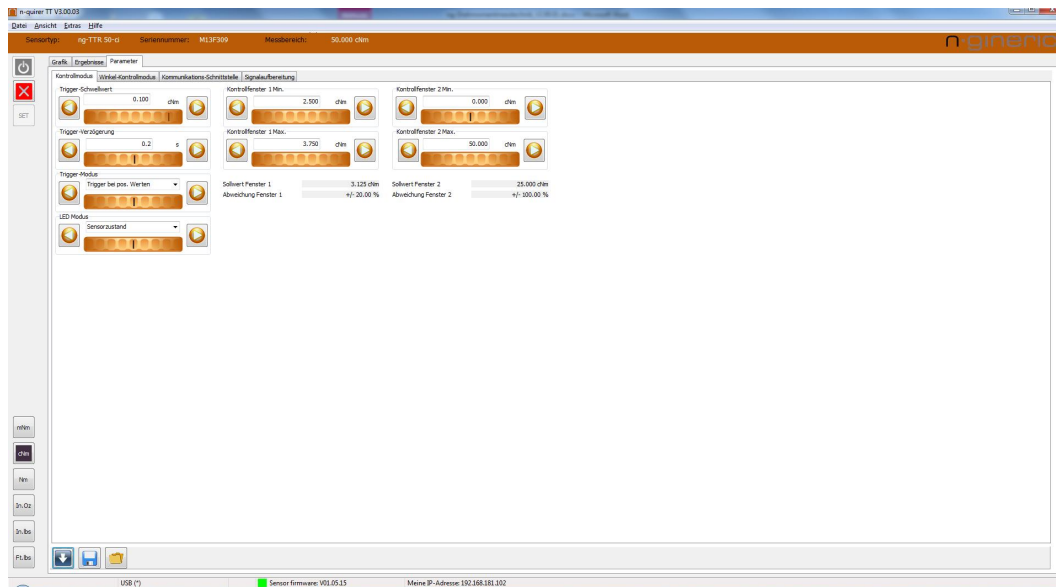 n-quirer TT V3.00.03
Datei Ansicht Extras Hilfe
Sensortyp: ng-TTR 50-ci Seriennummer: M13F309 Messbereich: 50.000 cNm
n-gineric
Grafik Ergebnisse Parameter
Kontrollmodus Winkel-Kontrollmodus Kommunikations-Schnittstelle Signalaufbereitung
Trigger-Schwellwert Kontrollfenster 1 Min. Kontrollfenster 2 Min.
0.100 cNm 2.500 cNm 0.000 cNm
SET
Trigger-Verzögerung Kontrollfenster 1 Max. Kontrollfenster 2 Max.
0.2 s 3.750 cNm 50.000 cNm
Trigger-Modus
Trigger bei pos. Werten Sollwert Fenster 1 3.125 cNm Sollwert Fenster 2 25.000 cNm
Abweichung Fenster 1 +/- 20.00 % Abweichung Fenster 2 +/- 100.00 %
LED Modus
Sensorzustand
mNm
cNm
Nm
In.Oz
In.lbs
Ft.lbs
USB (*) Sensor firmware: V01.05.15 Meine IP-Adresse: 192.168.181.102